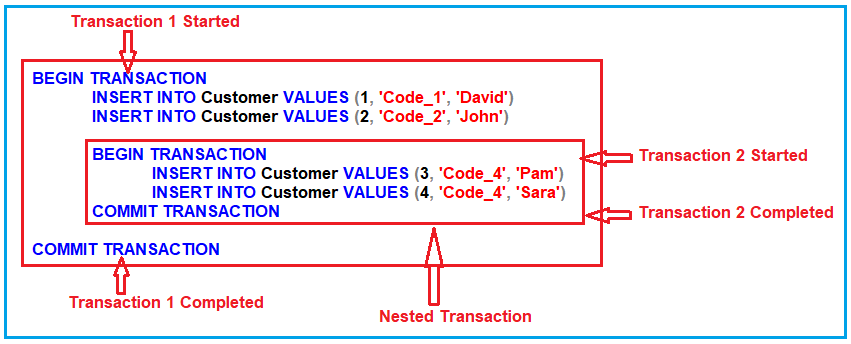 Transaction 1 Started
BEGIN TRANSACTION
INSERT INTO Customer VALUES (1, 'Code_1', 'David')
INSERT INTO Customer VALUES (2, 'Code_2', 'John')
BEGIN TRANSACTION
Transaction 2 Started
INSERT INTO Customer VALUES (3, 'Code_4', 'Pam')
INSERT INTO Customer VALUES (4, 'Code_4', 'Sara')
COMMIT TRANSACTION
Transaction 2 Completed
COMMIT TRANSACTION
Transaction 1 Completed
Nested Transaction